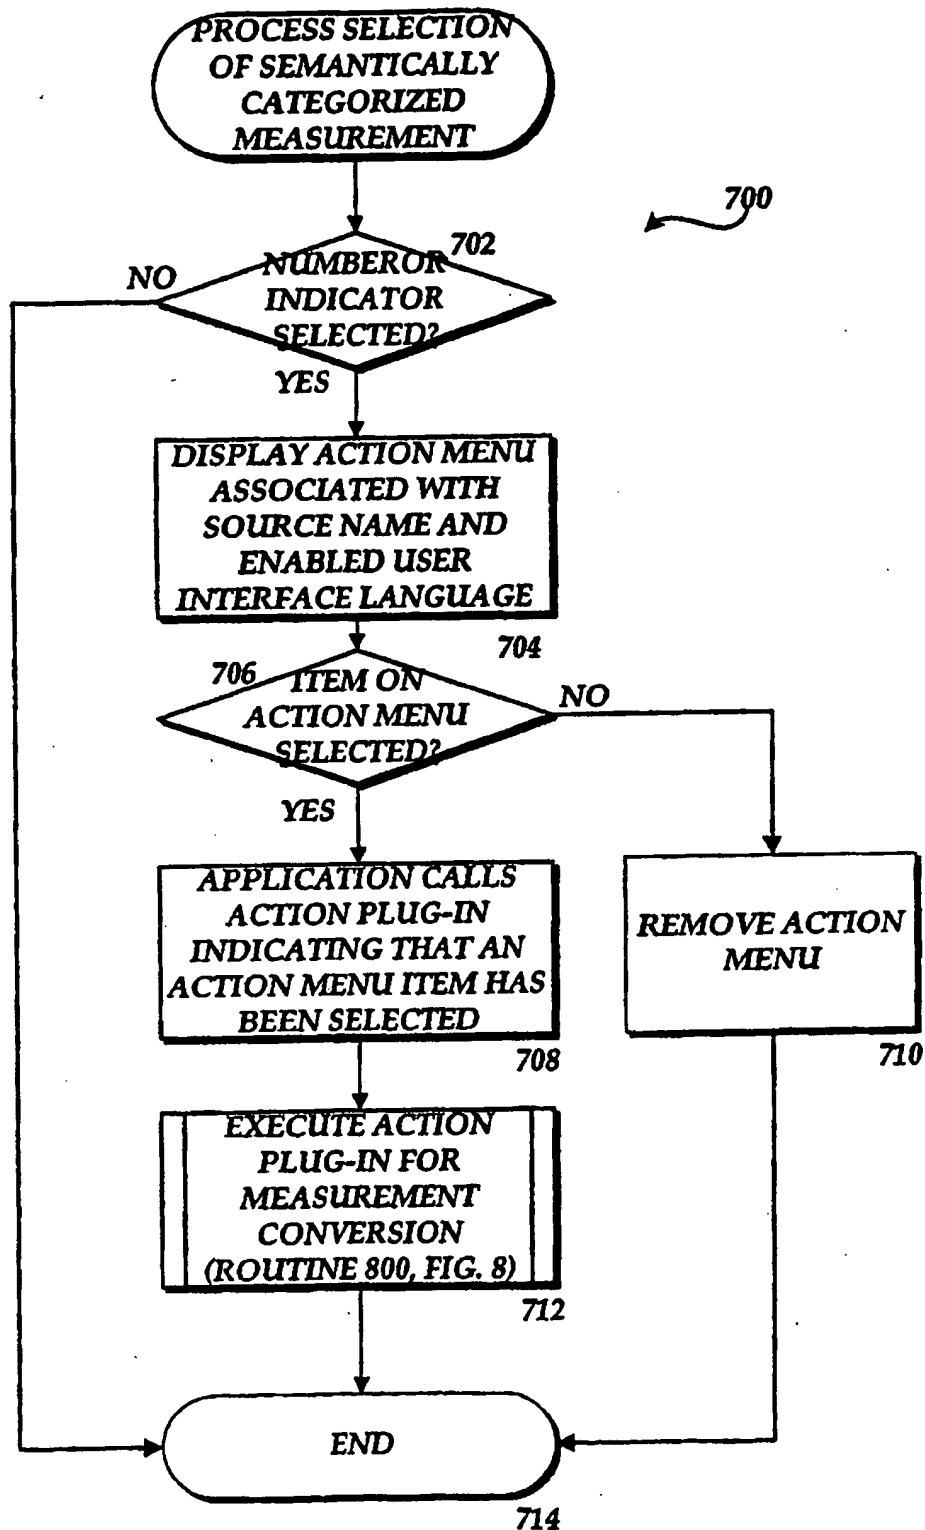 PROCESS SELECTION
OF SEMANTICALLY
CATEGORIZED
MEASUREMENT
700
702
NO
NUMBEROR
INDICATOR
SELECTED?
YES
DISPLAY ACTION MENU
ASSOCIATED WITH
SOURCE NAME AND
ENABLED USER
INTERFACE LANGUAGE
704
706
ITEM ON
ACTION MENU
SELECTED?
NO
YES
APPLICATION CALLS
ACTION PLUG-IN
INDICATING THAT AN
ACTION MENU ITEM HAS
BEEN SELECTED
708
REMOVE ACTION
MENU
710
EXECUTE ACTION
PLUG-IN FOR
MEASUREMENT
CONVERSION
(ROUTINE 800, FIG. 8)
712
END
714